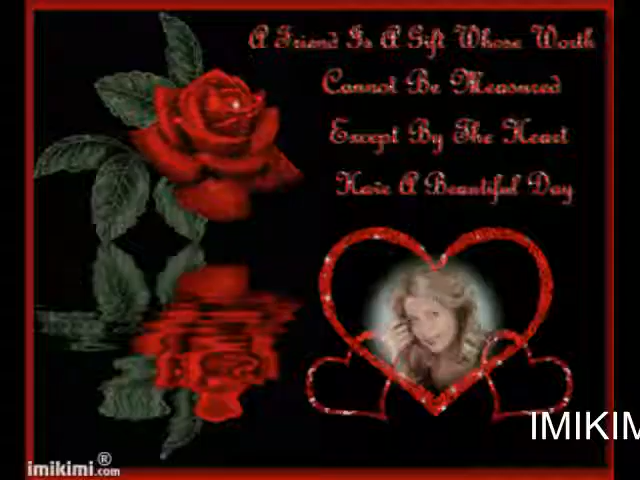 A Friend Is A Gift Whose Worth
Cannot Be Measured
Except By The Heart
Have A Beautiful Day
IMIKIM
imikimi.com®